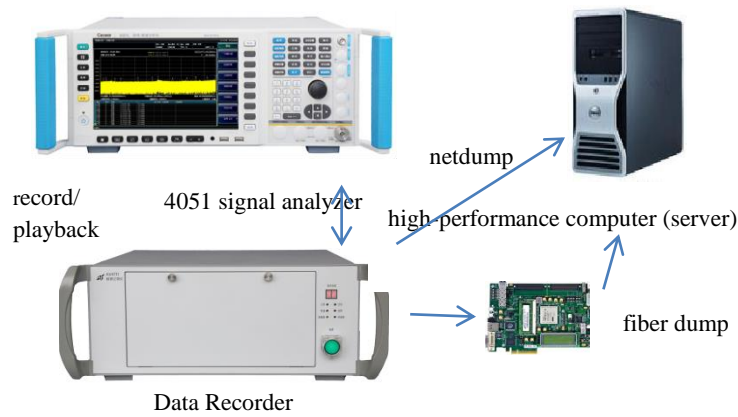 netdump
record/
playback
4051 signal analyzer
high-performance computer (server)
fiber dump
Data Recorder